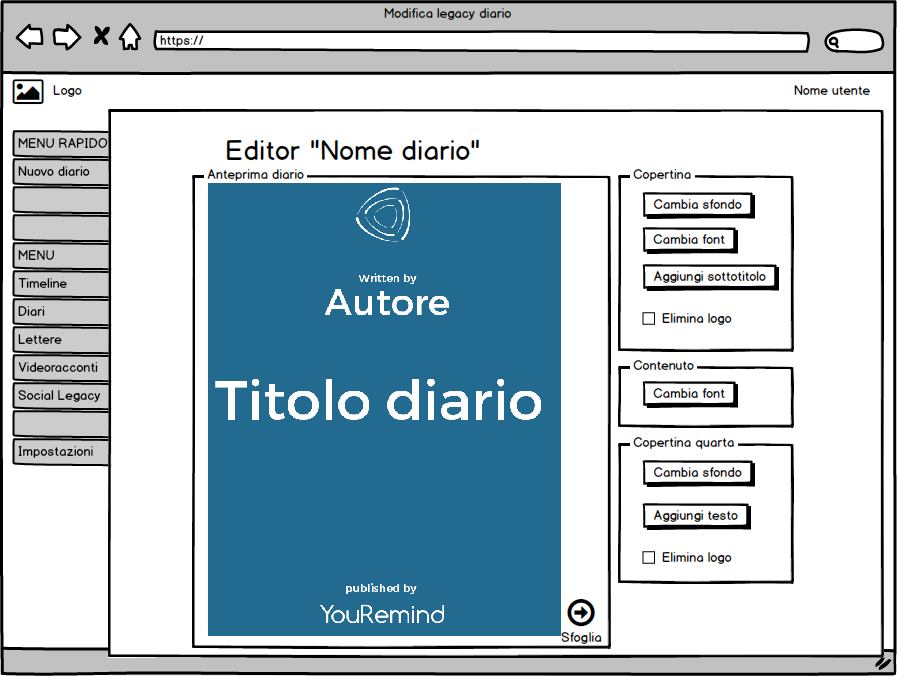 Modifica legacy diario
https://
Logo
Nome utente
MENU RAPIDO
Nuovo diario
MENU
Timeline
Diari
Lettere
Videoracconti
Social Legacy
Impostazioni
Editor "Nome diario"
Anteprima diario
Written by
Autore
Titolo diario
published by
YouRemind
Sfoglia
Copertina
Cambia sfondo
Cambia font
Aggiungi sottotitolo
Elimina logo
Contenuto
Cambia font
Copertina quarta
Cambia sfondo
Aggiungi testo
Elimina logo